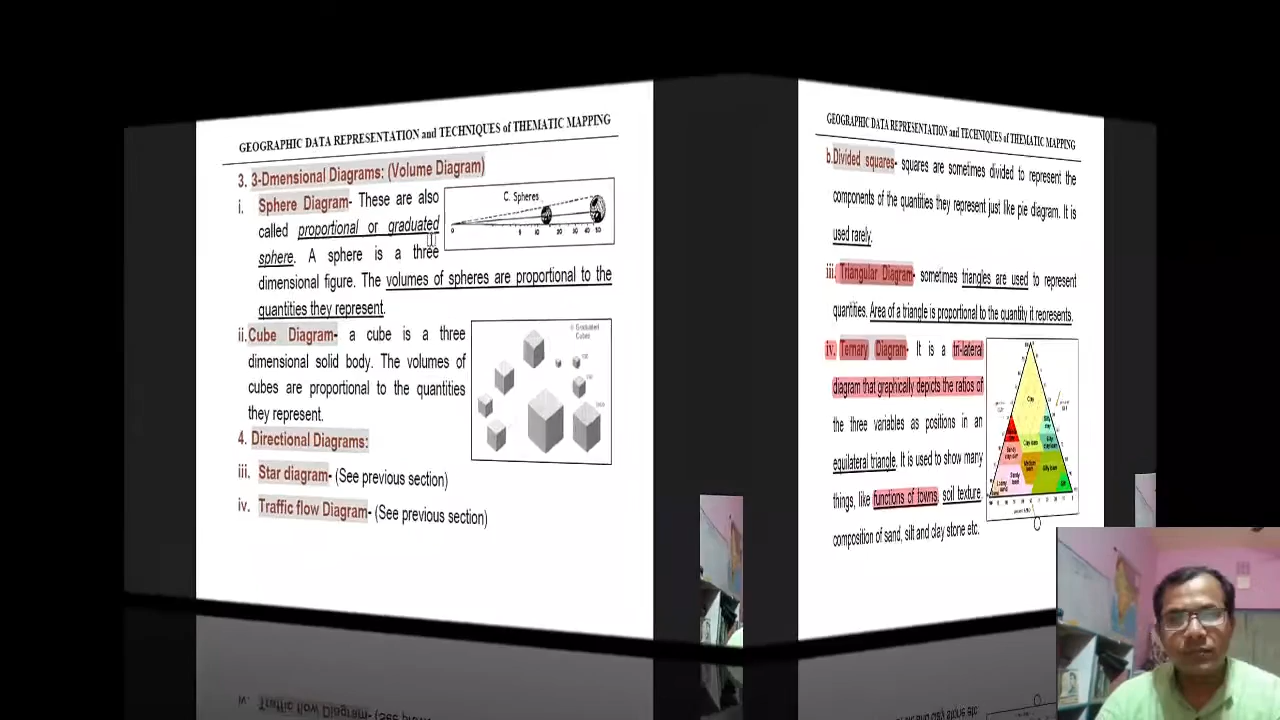 GEOGRAPHIC DATA REPRESENTATION and TECHNIQUES of THEMATIC MAPPING
3. 3-Dmensional Diagrams: (Volume Diagram)
i. Sphere Diagram- These are also
called proportional or graduated
sphere. A sphere is a three
dimensional figure. The volumes of spheres are proportional to the
quantities they represent.
C. Spheres
ii. Cube Diagram- a cube is a three
dimensional solid body. The volumes of
cubes are proportional to the quantities
they represent.
Graduated
Cubes
4. Directional Diagrams:
iii. Star diagram- (See previous section)
iv. Traffic flow Diagram- (See previous section)
GEOGRAPHIC DATA REPRESENTATION and TECHNIQUES of THEMATIC MAPPING
b. Divided squares- squares are sometimes divided to represent the
components of the quantities they represent just like pie diagram. It is
used rarely.
iii. Triangular Diagram- sometimes triangles are used to represent
quantities. Area of a triangle is proportional to the quantity it represents.
iv. Ternary Diagram- It is a tri-lateral
diagram that graphically depicts the ratios of
the three variables as positions in an
equilateral triangle. It is used to show many
things, like functions of towns, soil texture,
composition of sand, silt and clay stone etc.
Clay
Clay loam